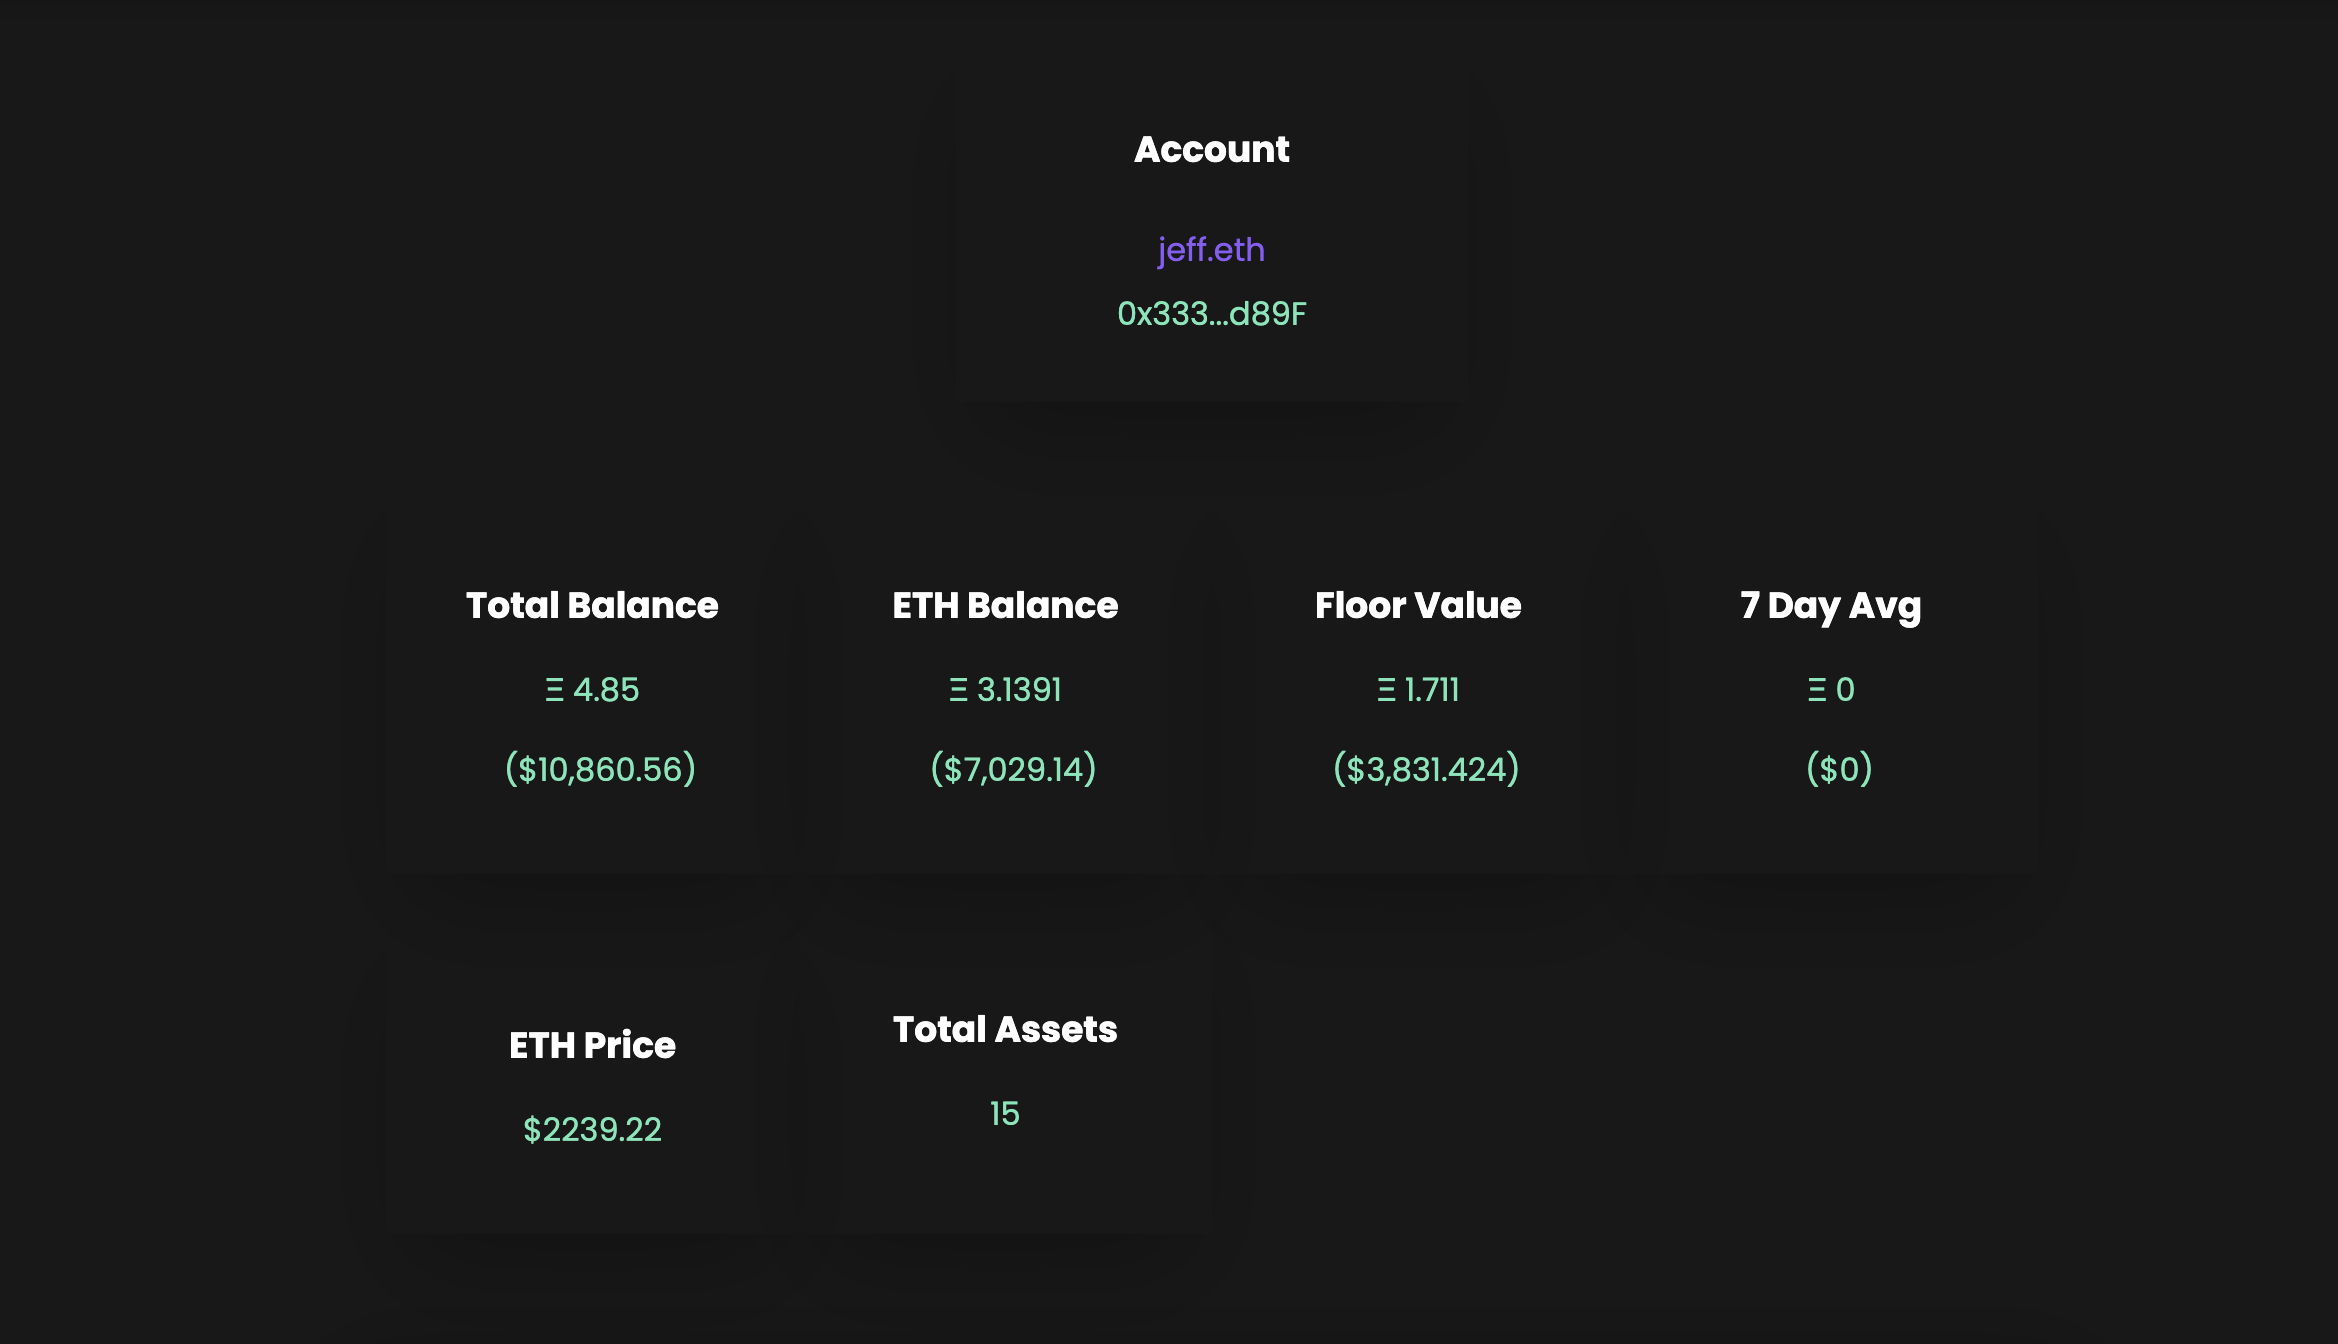 Account
jeff.eth
0x333...d89F
Total Balance
Ξ 4.85
($10,860.56)
ETH Balance
Ξ 3.1391
($7,029.14)
Floor Value
Ξ 1.711
($3,831.424)
7 Day Avg
Ξ 0
($0)
ETH Price
$2239.22
Total Assets
15